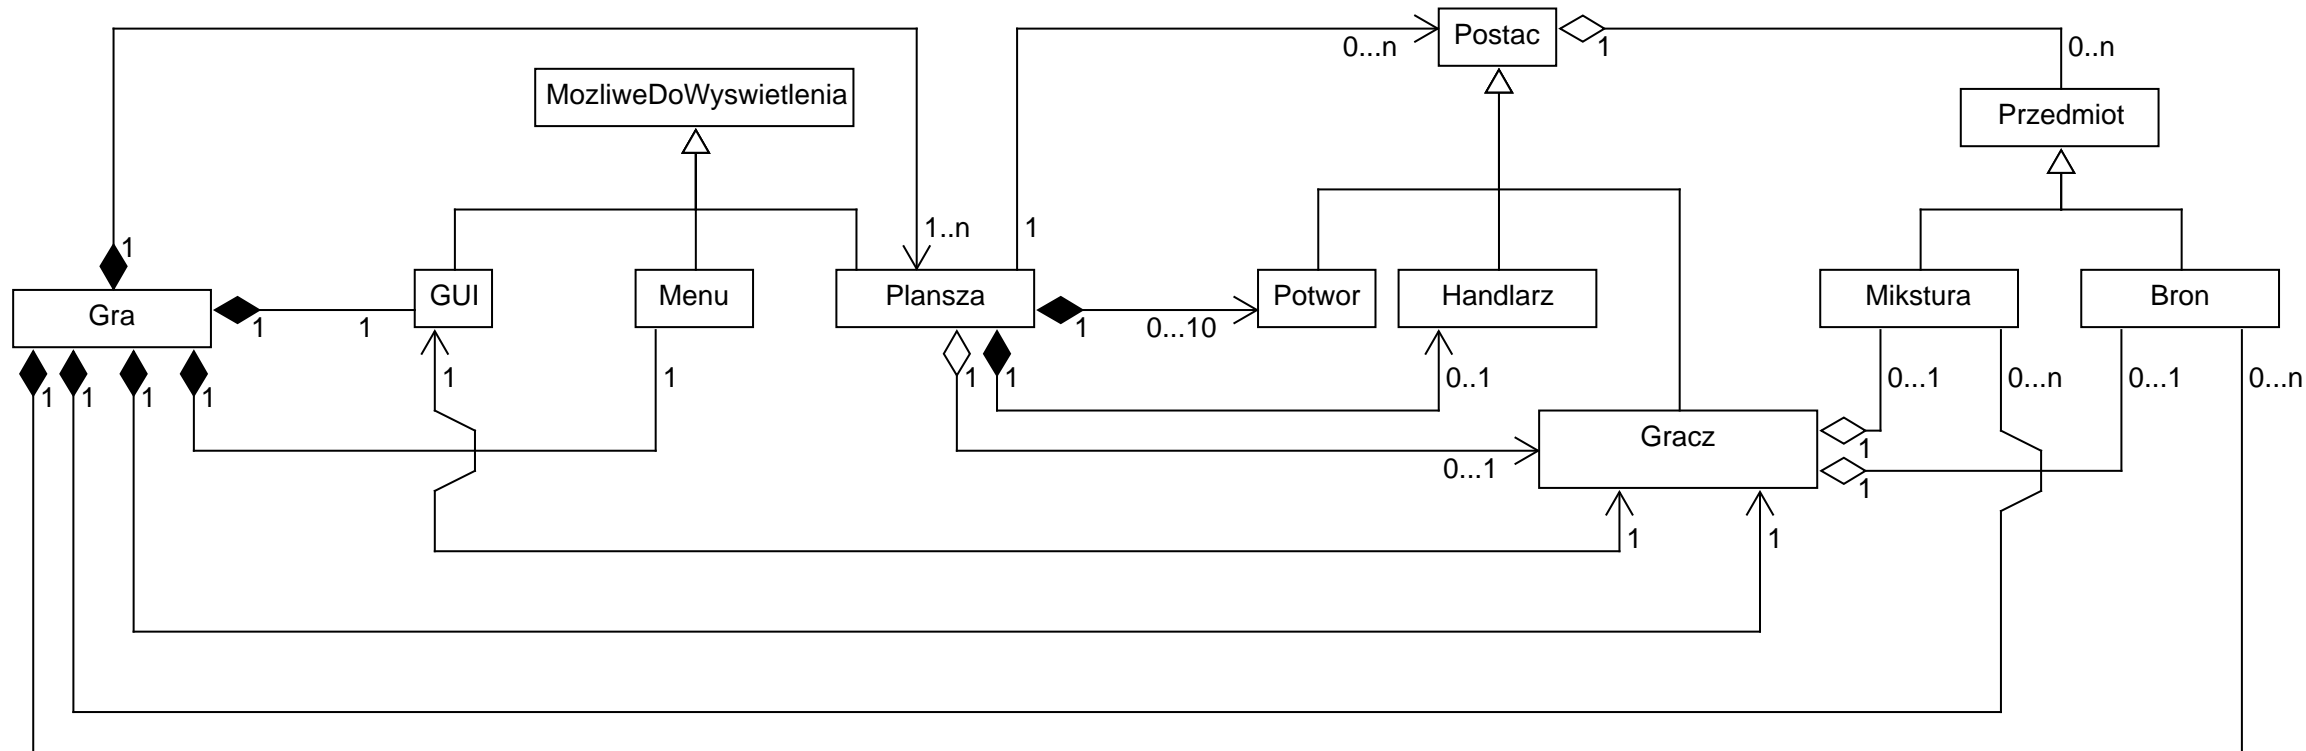 Postac
0...n
1
0..n
MozliweDoWyswietlenia
Przedmiot
1
1..n
1
Gra
GUI
Menu
Plansza
Potwor
Handlarz
Mikstura
Bron
1
1
1
0...10
1
1
1
1
1
1
1
1
0..1
0...1
0...n
0...1
0...n
Gracz
1
0...1
1
1
1